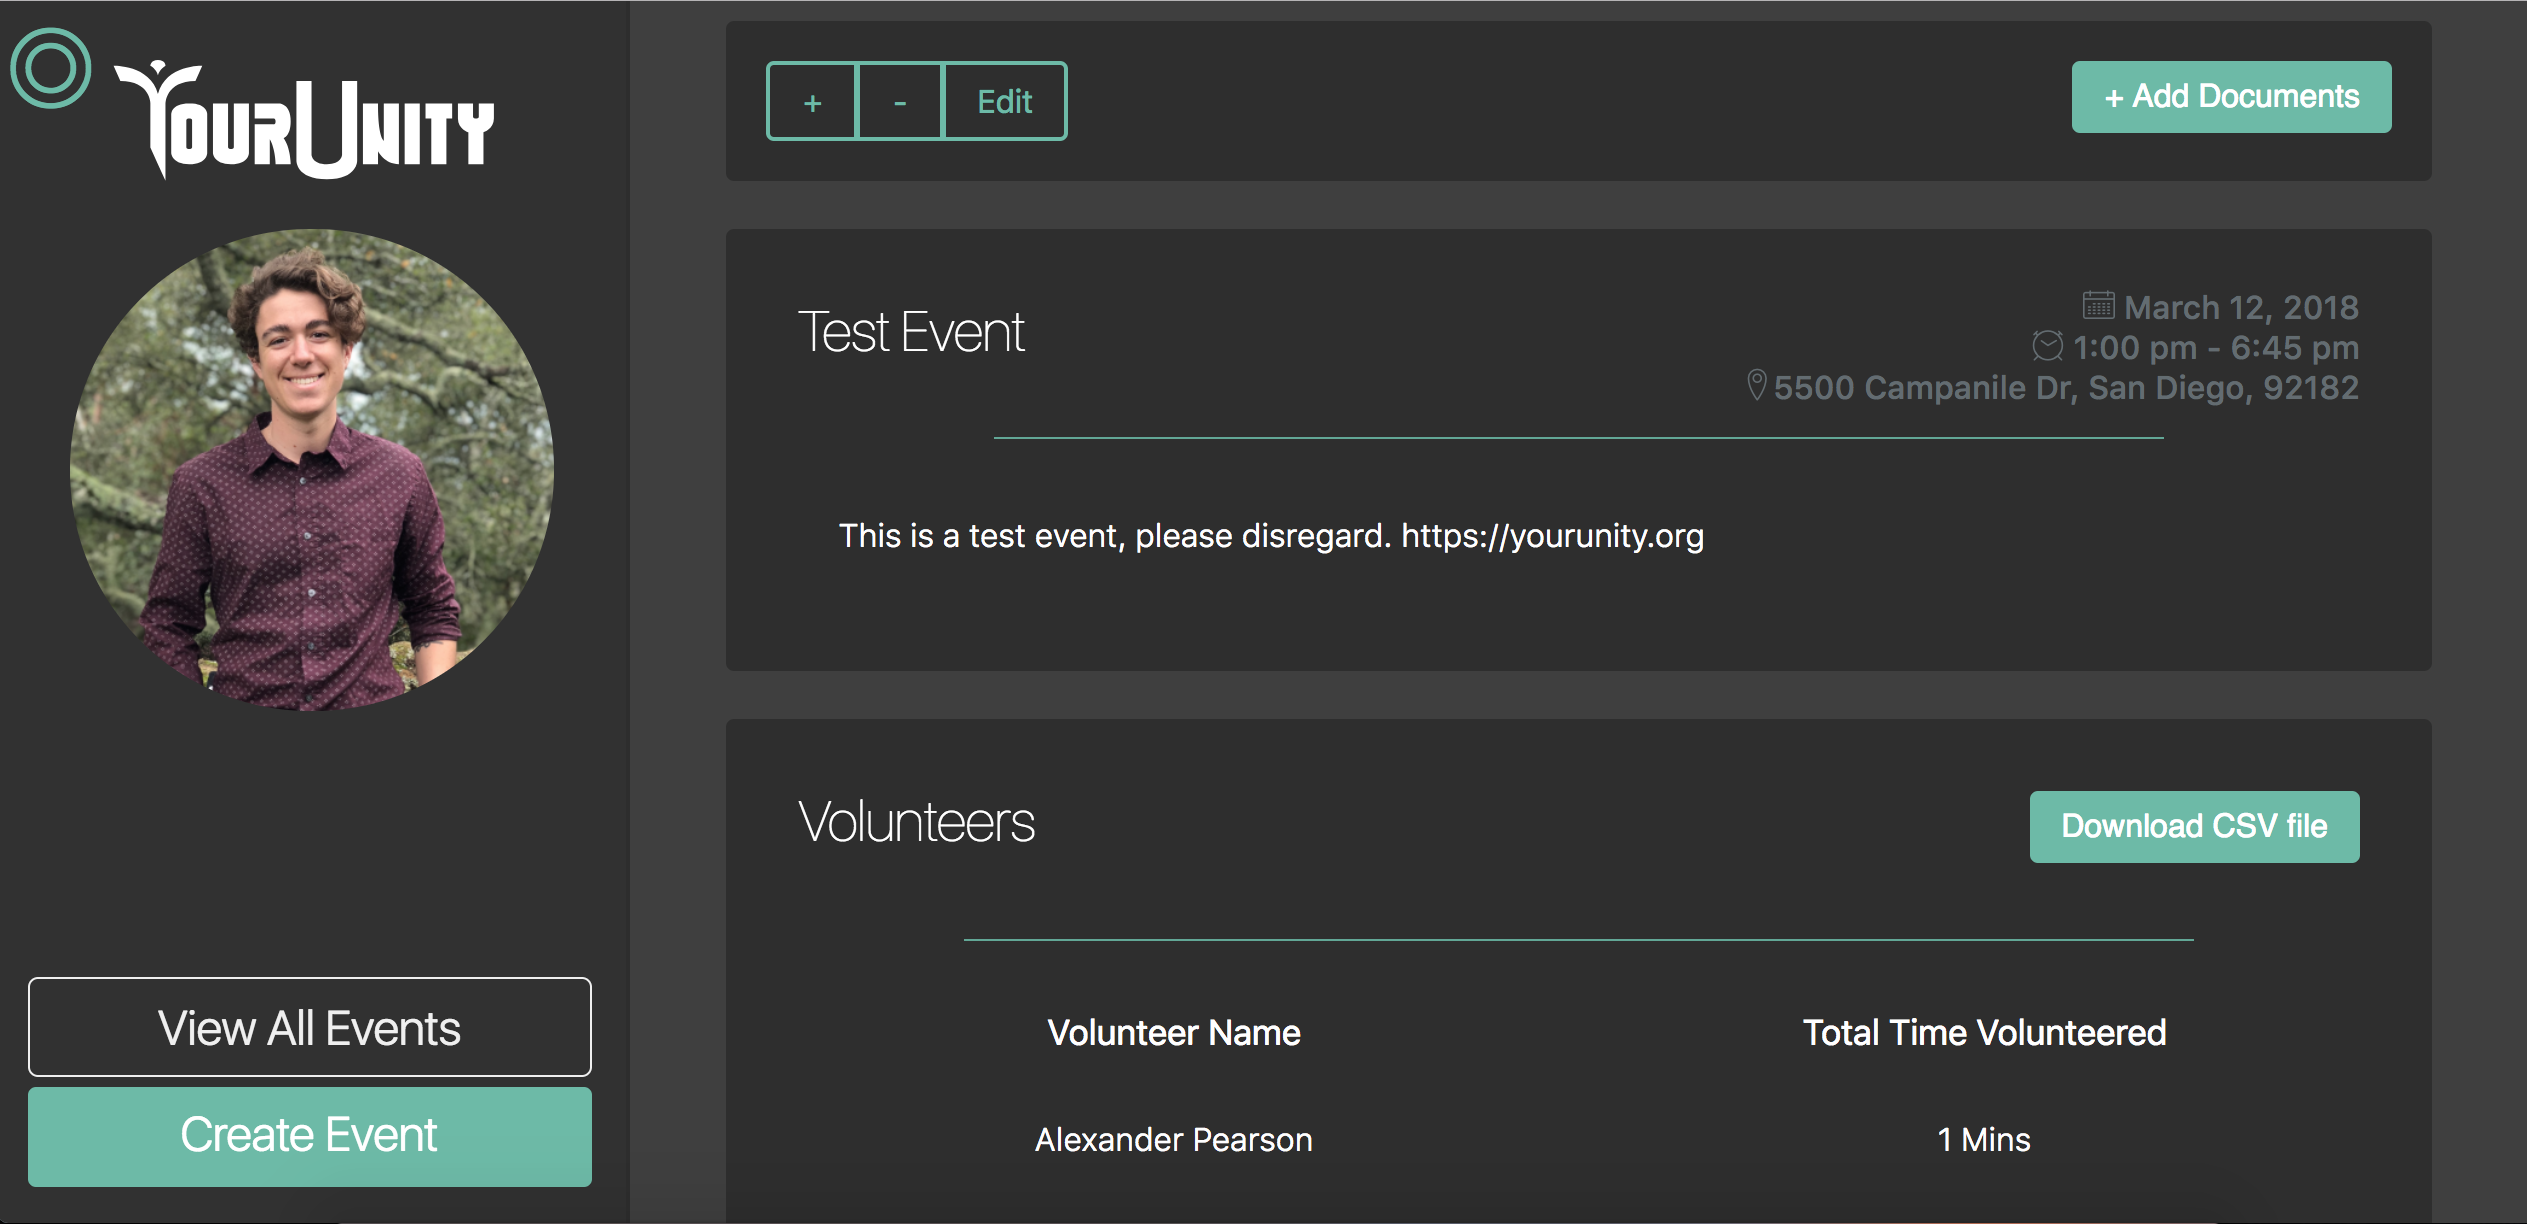 YOURUNITY
View All Events
Create Event
+ - Edit
+ Add Documents
Test Event
March 12, 2018
1:00 pm - 6:45 pm
5500 Campanile Dr, San Diego, 92182
This is a test event, please disregard. https://yourunity.org
Volunteers
Download CSV file
Volunteer Name Total Time Volunteered
Alexander Pearson 1 Mins